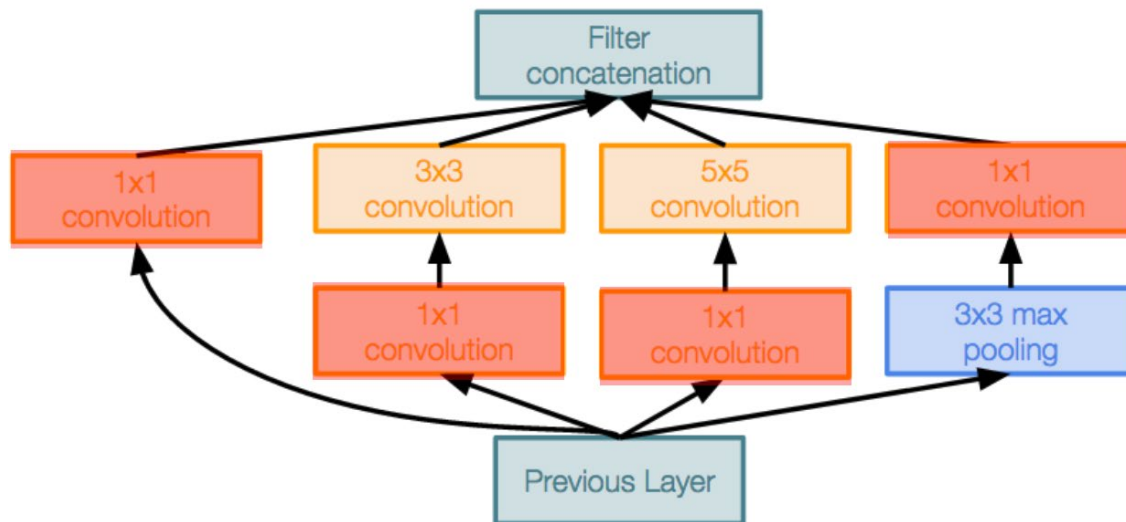 Filter
concatenation
1x1
convolution
3x3
convolution
5x5
convolution
1x1
convolution
1x1
convolution
1x1
convolution
3x3 max
pooling
Previous Layer